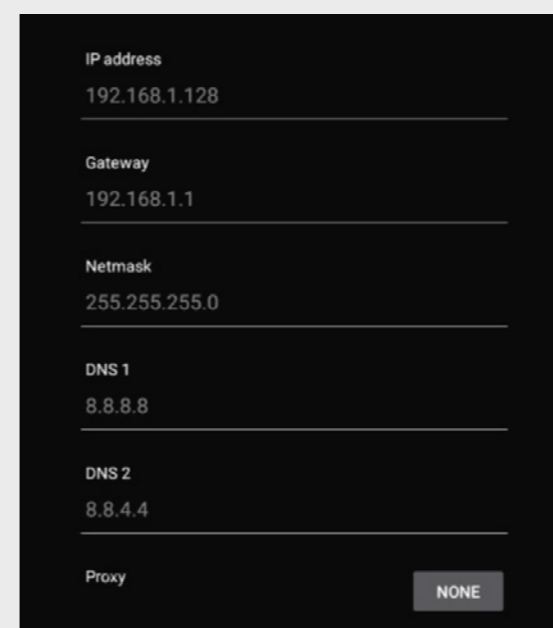 IP address
192.168.1.128
Gateway
192.168.1.1
Netmask
255.255.255.0
DNS 1
8.8.8.8
DNS 2
8.8.4.4
Proxy
NONE